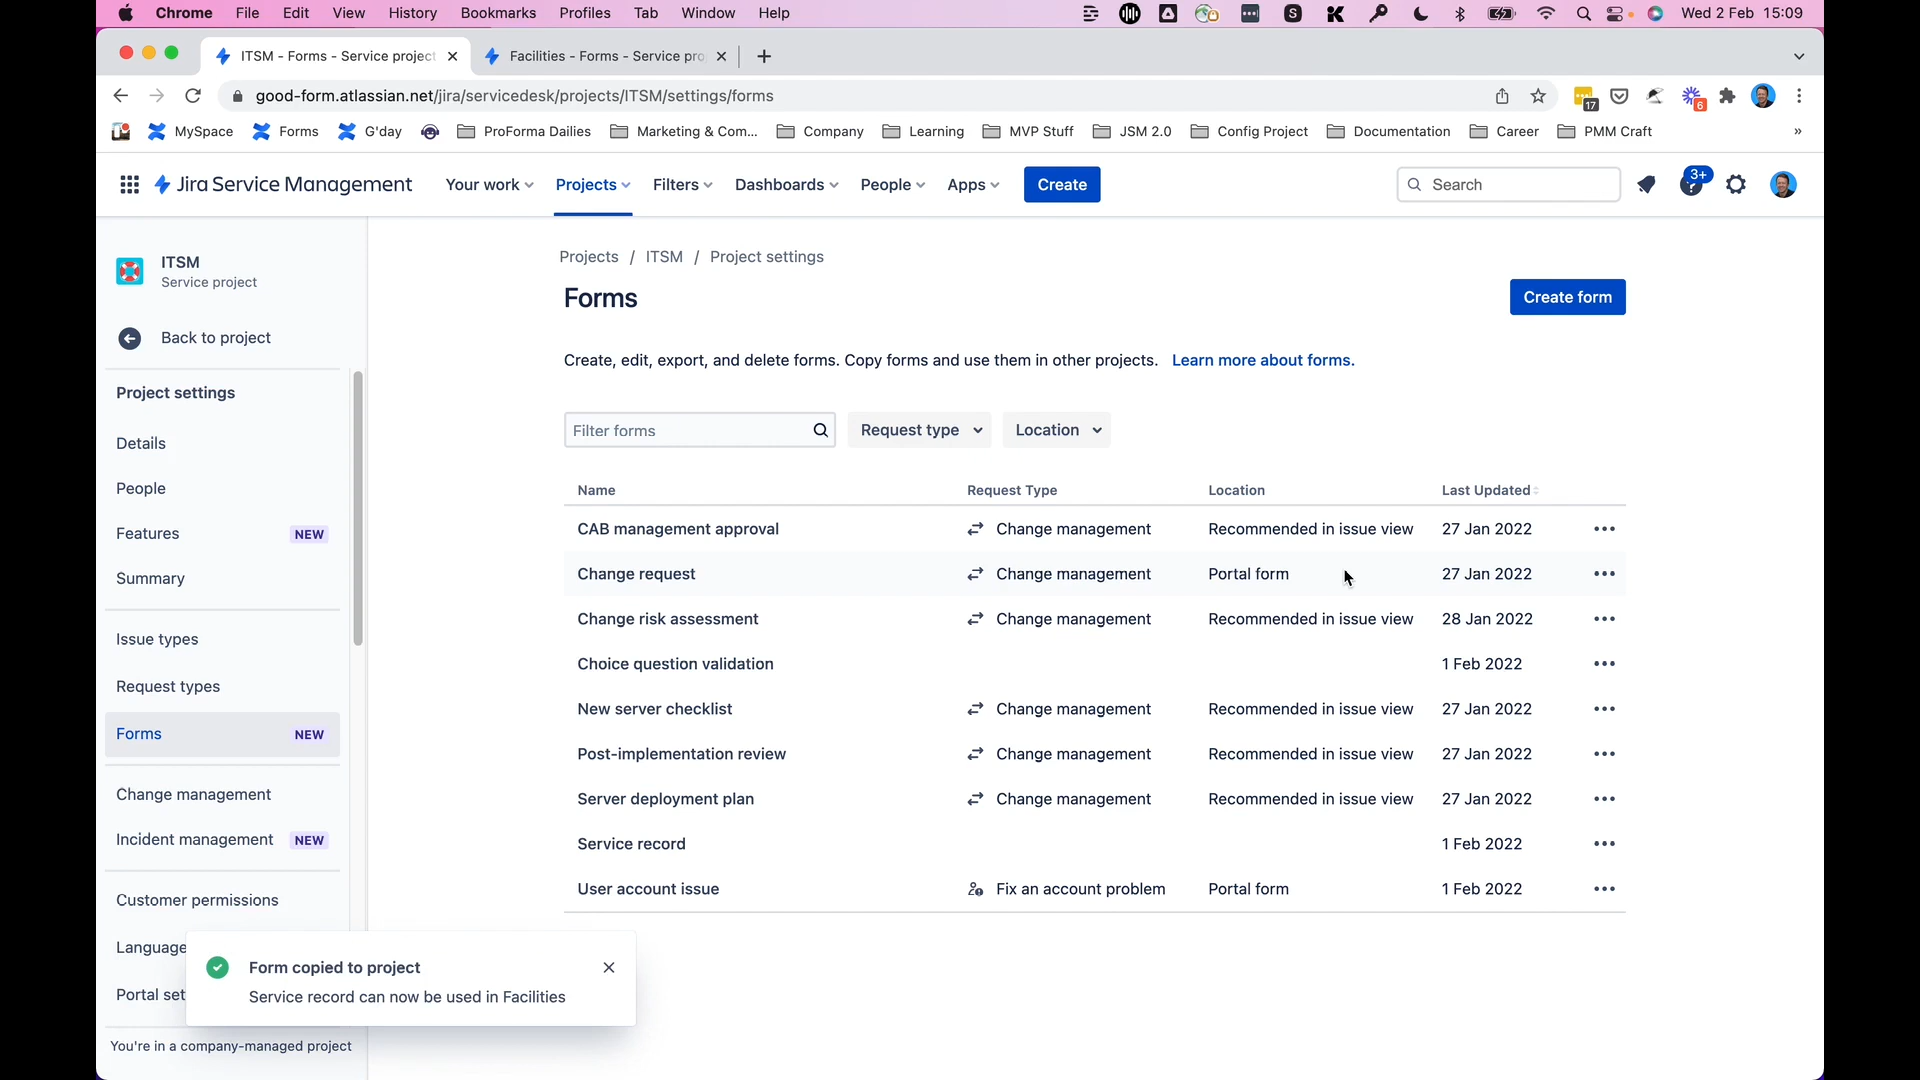 Chrome File Edit View History Bookmarks Profiles Tab Window Help Wed 2 Feb 15:09
ITSM - Forms - Service project Facilities - Forms - Service pro
good-form.atlassian.net/jira/servicedesk/projects/ITSM/settings/forms 17 6
MySpace Forms G'day ProForma Dailies Marketing & Com... Company Learning MVP Stuff JSM 2.0 Config Project Documentation Career PMM Craft »
Jira Service Management Your work Projects Filters Dashboards People Apps Create Search 3+
ITSM
Service project
Back to project
Project settings
Details
People
Features NEW
Summary
Issue types
Request types
Forms NEW
Change management
Incident management NEW
Customer permissions
Language
Portal set
You're in a company-managed project
Projects / ITSM / Project settings
Forms
Create form
Create, edit, export, and delete forms. Copy forms and use them in other projects. Learn more about forms.
Filter forms Request type Location
Name Request Type Location Last Updated
CAB management approval Change management Recommended in issue view 27 Jan 2022
Change request Change management Portal form 27 Jan 2022
Change risk assessment Change management Recommended in issue view 28 Jan 2022
Choice question validation 1 Feb 2022
New server checklist Change management Recommended in issue view 27 Jan 2022
Post-implementation review Change management Recommended in issue view 27 Jan 2022
Server deployment plan Change management Recommended in issue view 27 Jan 2022
Service record 1 Feb 2022
User account issue Fix an account problem Portal form 1 Feb 2022
Form copied to project
Service record can now be used in Facilities